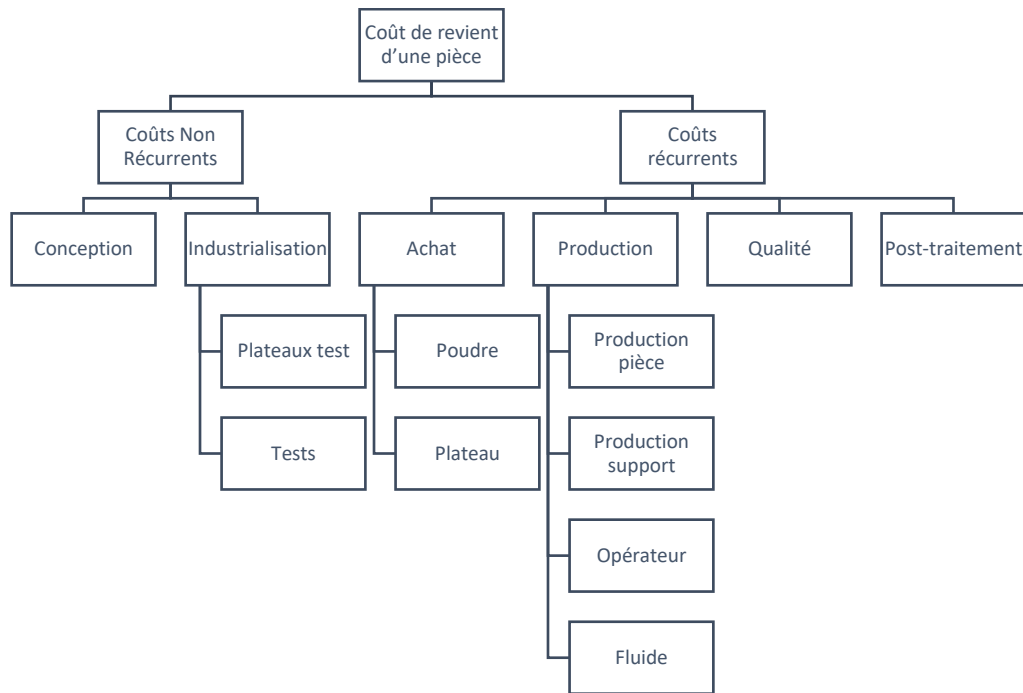 Coût de revient
d’une pièce
Coûts Non
Récurrents
Coûts
récurrents
Conception
Industrialisation
Achat
Production
Qualité
Post-traitement
Plateaux test
Poudre
Production
pièce
Tests
Plateau
Production
support
Opérateur
Fluide